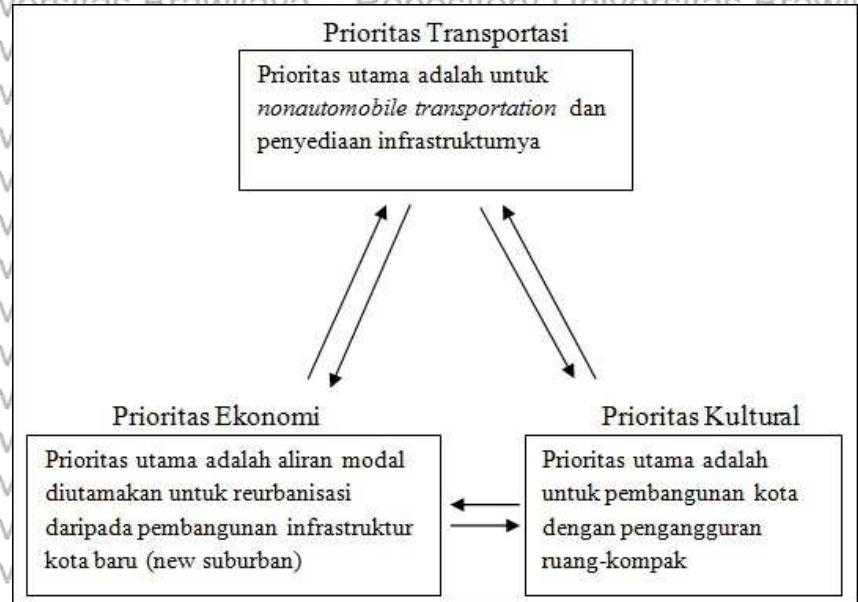 Prioritas Transportasi
Prioritas utama adalah untuk
nonautomobile transportation dan
penyediaan infrastrukturnya
Prioritas Ekonomi
Prioritas utama adalah aliran modal
diutamakan untuk reurbanisasi
daripada pembangunan infrastruktur
kota baru (new suburban)
Prioritas Kultural
Prioritas utama adalah
untuk pembangunan kota
dengan pengangguran
ruang-kompak